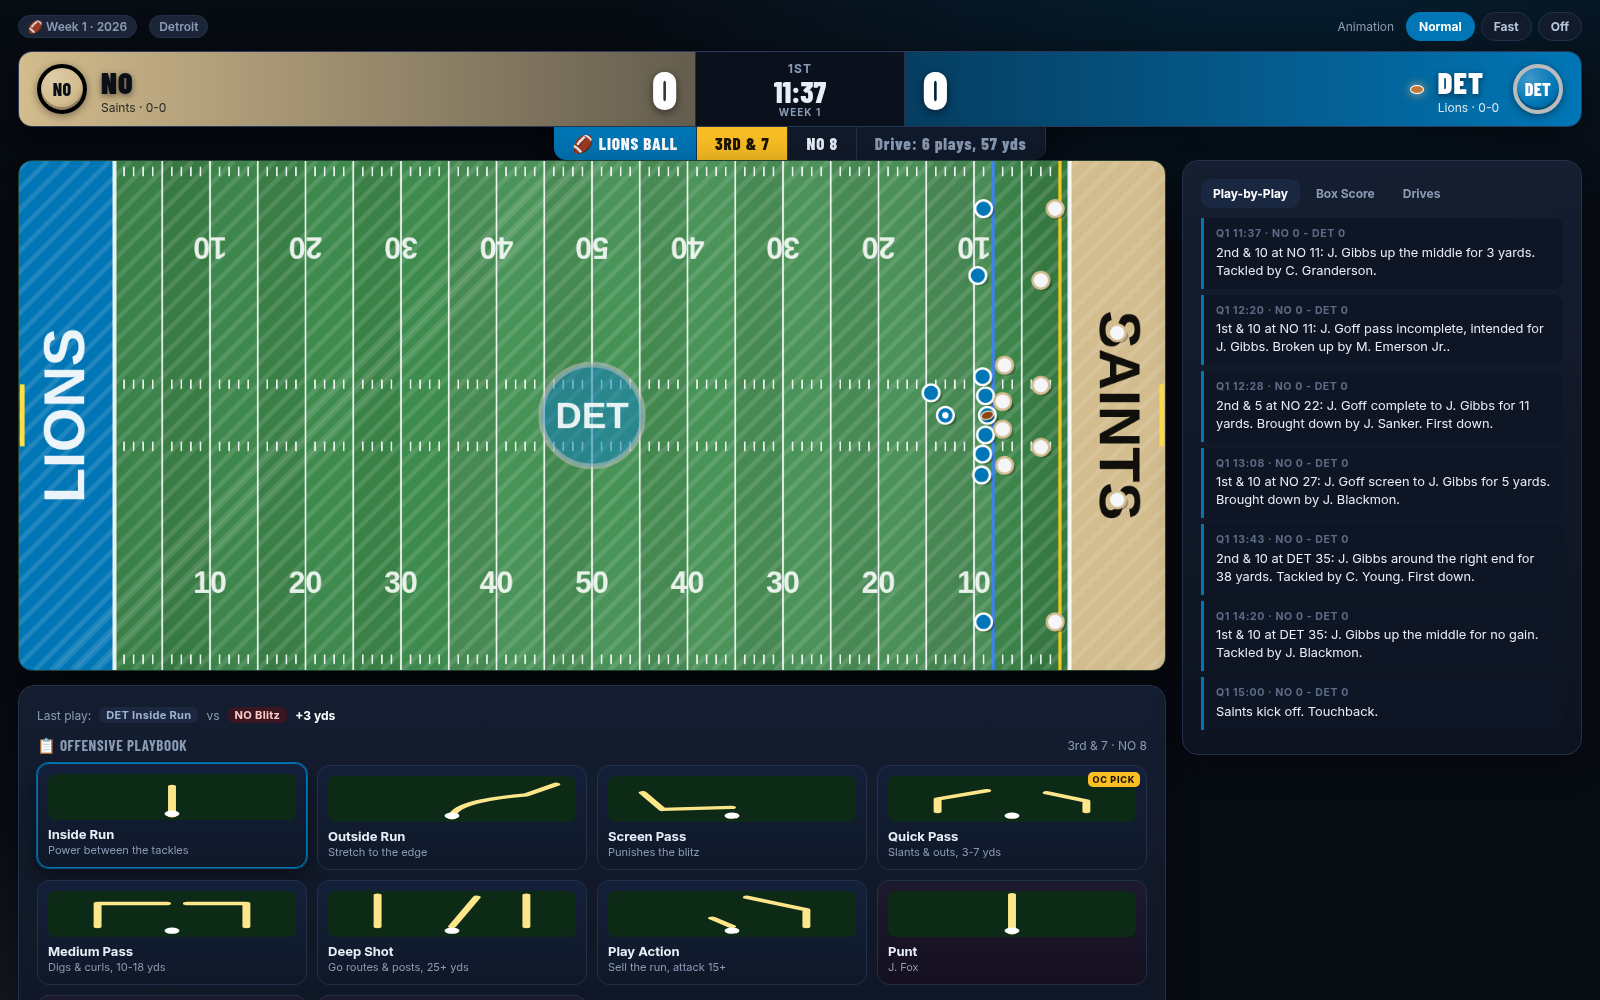 🏈 Week 1 · 2026
Detroit
Animation
Normal
Fast
Off
NO
NO
Saints · 0-0
0
1ST
11:37
WEEK 1
0
DET
Lions · 0-0
DET
🏈 LIONS BALL
3RD & 7
NO 8
Drive: 6 plays, 57 yds
10 20 30 40 50 40 30 20 10
LIONS
DET
SAINTS
10 20 30 40 50 40 30 20 10
Play-by-Play
Box Score
Drives
Q1 11:37 · NO 0 - DET 0
2nd & 10 at NO 11: J. Gibbs up the middle for 3 yards.
Tackled by C. Granderson.
Q1 12:20 · NO 0 - DET 0
1st & 10 at NO 11: J. Goff pass incomplete, intended for
J. Gibbs. Broken up by M. Emerson Jr..
Q1 12:28 · NO 0 - DET 0
2nd & 5 at NO 22: J. Goff complete to J. Gibbs for 11
yards. Brought down by J. Sanker. First down.
Q1 13:08 · NO 0 - DET 0
1st & 10 at NO 27: J. Goff screen to J. Gibbs for 5 yards.
Brought down by J. Blackmon.
Q1 13:43 · NO 0 - DET 0
2nd & 10 at DET 35: J. Gibbs around the right end for
38 yards. Tackled by C. Young. First down.
Q1 14:20 · NO 0 - DET 0
1st & 10 at DET 35: J. Gibbs up the middle for no gain.
Tackled by J. Blackmon.
Q1 15:00 · NO 0 - DET 0
Saints kick off. Touchback.
Last play: DET Inside Run vs NO Blitz +3 yds
📋 OFFENSIVE PLAYBOOK
3rd & 7 · NO 8
Inside Run
Power between the tackles
Outside Run
Stretch to the edge
Screen Pass
Punishes the blitz
OC PICK
Quick Pass
Slants & outs, 3-7 yds
Medium Pass
Digs & curls, 10-18 yds
Deep Shot
Go routes & posts, 25+ yds
Play Action
Sell the run, attack 15+
Punt
J. Fox